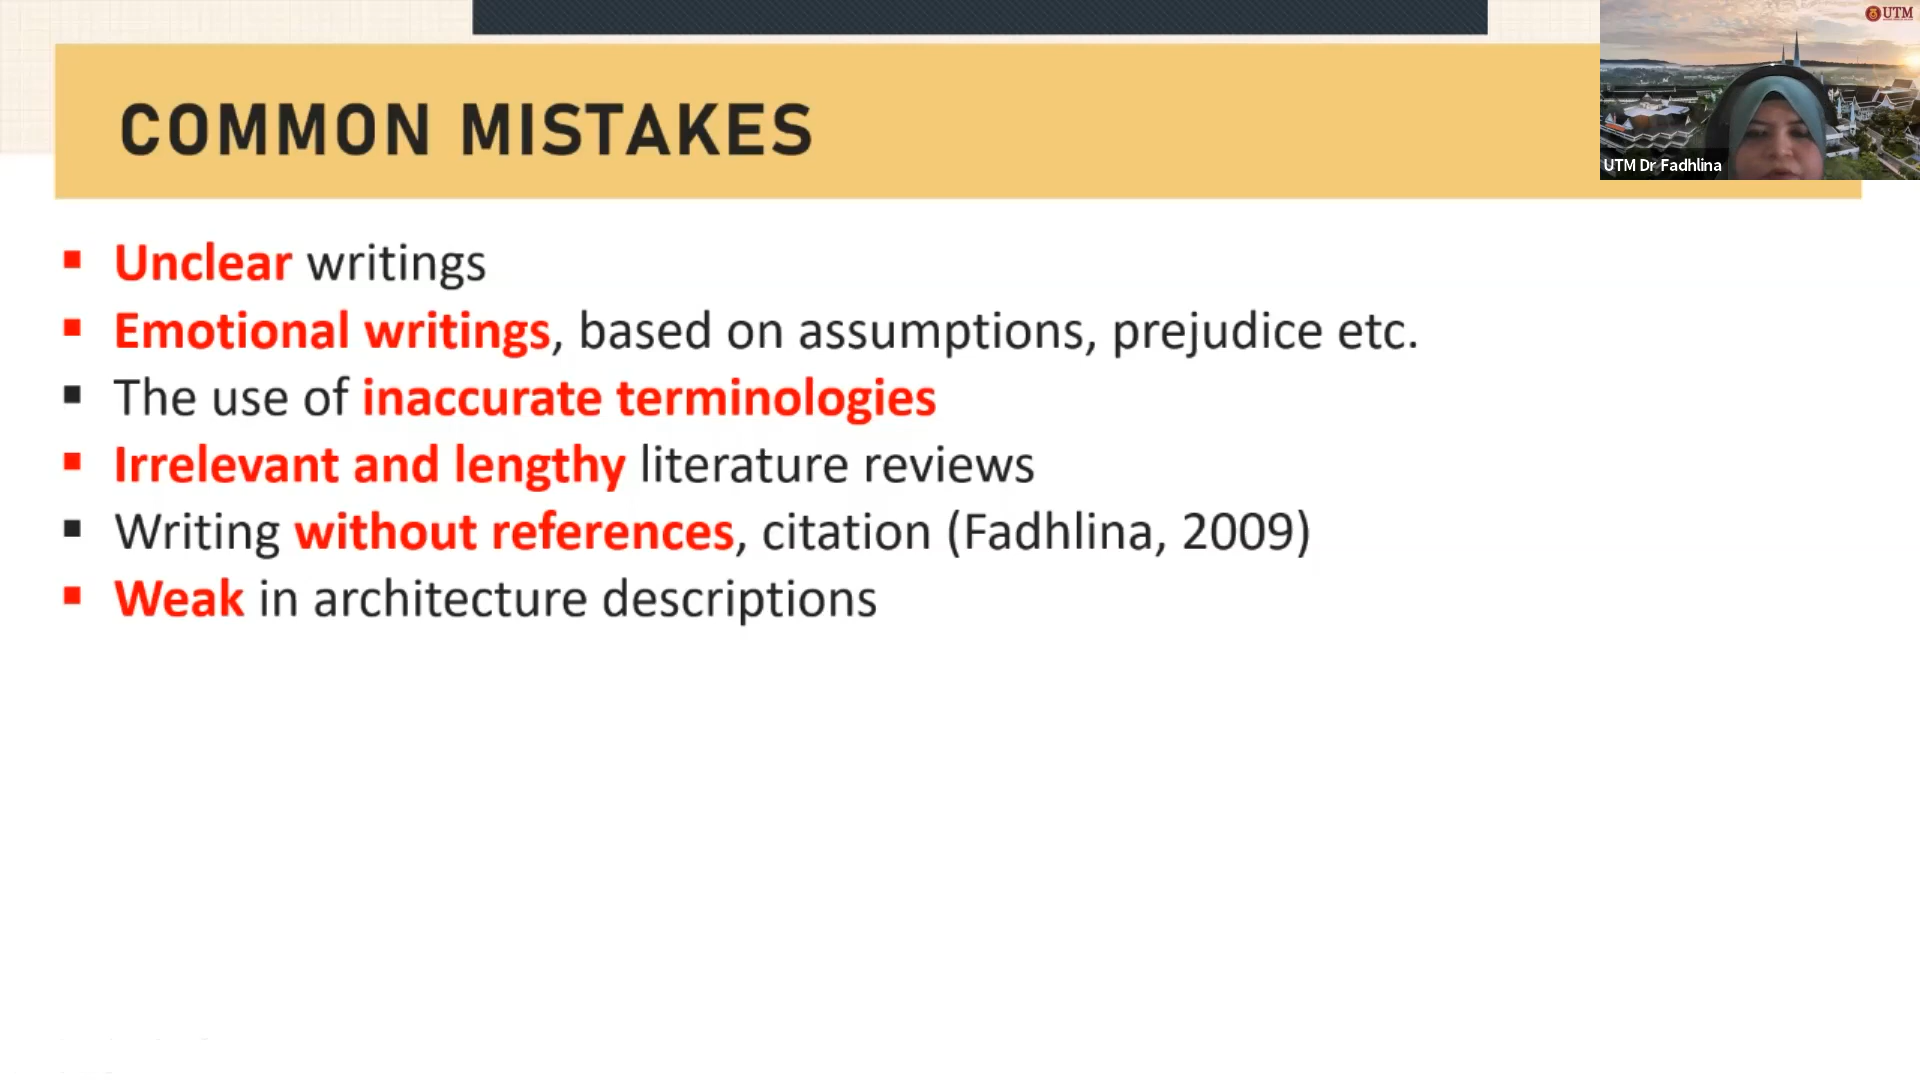 COMMON MISTAKES
UTM
UTM Dr Fadhlina
Unclear writings
Emotional writings, based on assumptions, prejudice etc.
The use of inaccurate terminologies
Irrelevant and lengthy literature reviews
Writing without references, citation (Fadhlina, 2009)
Weak in architecture descriptions